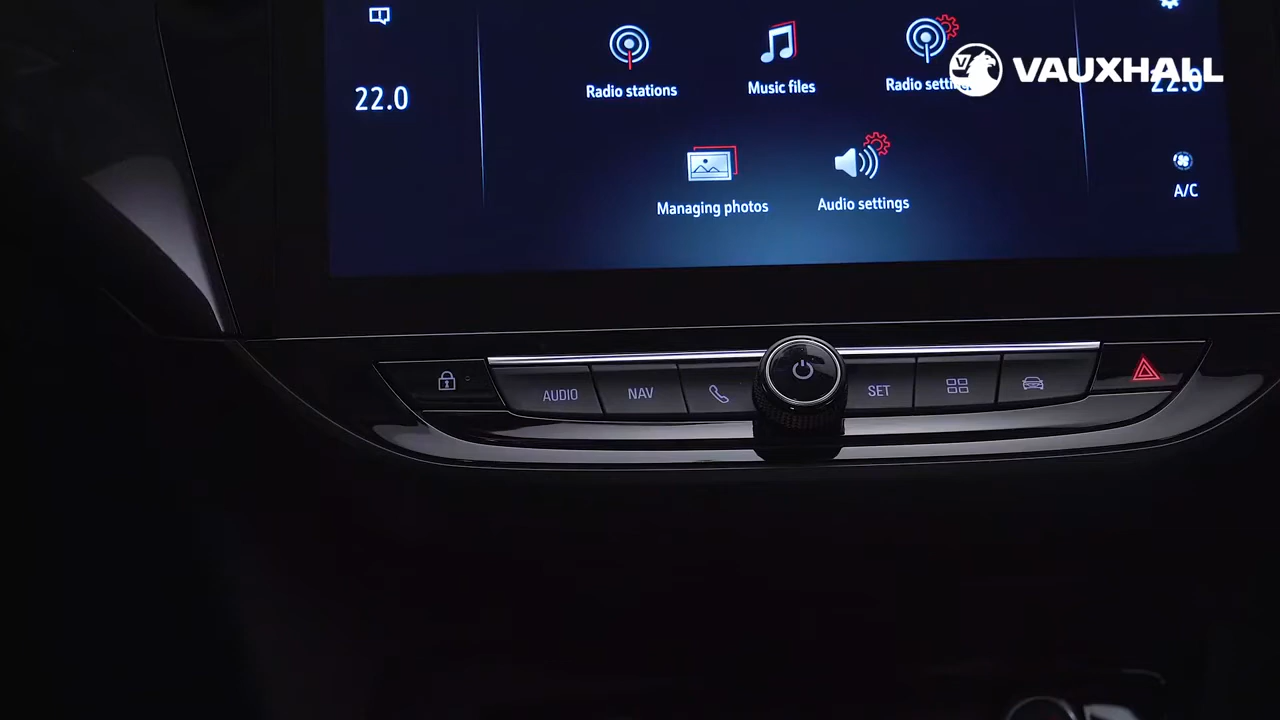 22.0
Radio stations
Music files
Radio setti
VAUXHALL
22.0
Managing photos
Audio settings
A/C
AUDIO
NAV
SET